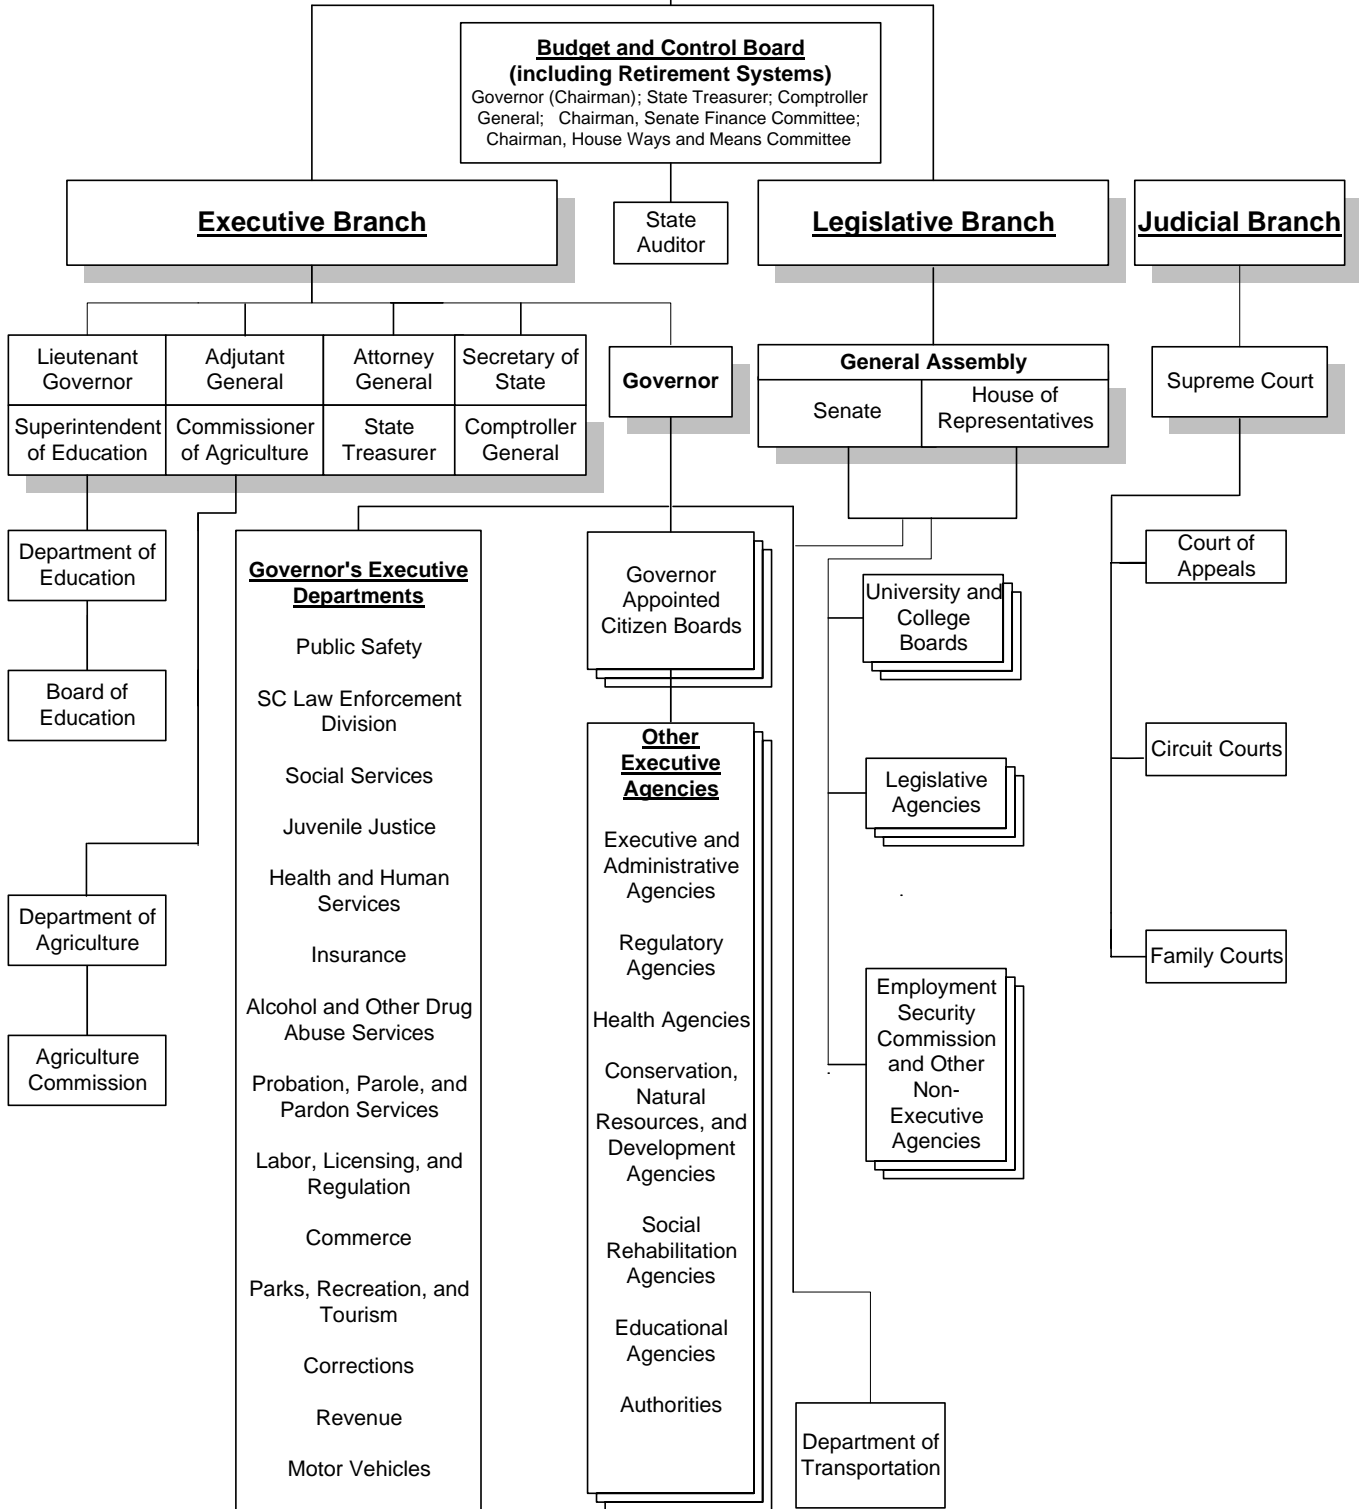 Budget and Control Board
(including Retirement Systems)
Governor (Chairman); State Treasurer; Comptroller
General; Chairman, Senate Finance Committee;
Chairman, House Ways and Means Committee
Executive Branch
State
Auditor
Legislative Branch
Judicial Branch
Lieutenant
Governor
Adjutant
General
Attorney
General
Secretary of
State
Superintendent
of Education
Commissioner
of Agriculture
State
Treasurer
Comptroller
General
Governor
General Assembly
Senate
House of
Representatives
Supreme Court
Department of
Education
Board of
Education
Department of
Agriculture
Agriculture
Commission
Governor's Executive
Departments
Public Safety
SC Law Enforcement
Division
Social Services
Juvenile Justice
Health and Human
Services
Insurance
Alcohol and Other Drug
Abuse Services
Probation, Parole, and
Pardon Services
Labor, Licensing, and
Regulation
Commerce
Parks, Recreation, and
Tourism
Corrections
Revenue
Motor Vehicles
Governor
Appointed
Citizen Boards
Other
Executive
Agencies
Executive and
Administrative
Agencies
Regulatory
Agencies
Health Agencies
Conservation,
Natural
Resources, and
Development
Agencies
Social
Rehabilitation
Agencies
Educational
Agencies
Authorities
University and
College
Boards
Legislative
Agencies
Employment
Security
Commission
and Other
Non-
Executive
Agencies
Department of
Transportation
Court of
Appeals
Circuit Courts
Family Courts